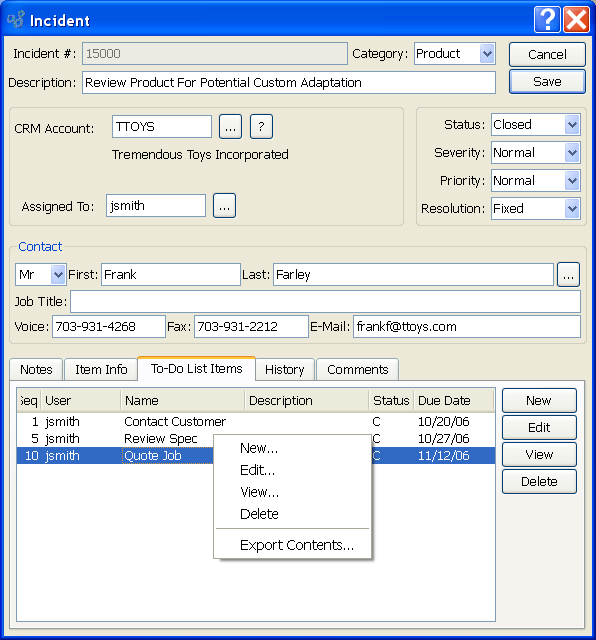 Incident
Incident #: 15000 Category: Product Cancel
Description: Review Product For Potential Custom Adaptation Save
CRM Account: TTOYS ... ?
Tremendous Toys Incorporated
Assigned To: jsmith ...
Status: Closed
Severity: Normal
Priority: Normal
Resolution: Fixed
Contact
Mr First: Frank Last: Farley ...
Job Title:
Voice: 703-931-4268 Fax: 703-931-2212 E-Mail: frankf@ttoys.com
Notes Item Info To-Do List Items History Comments
Seq User Name Description Status Due Date
1 jsmith Contact Customer C 10/20/06
5 jsmith Review Spec C 10/27/06
10 jsmith Quote Job C 11/12/06
New...
Edit...
View...
Delete
Export Contents...
New
Edit
View
Delete